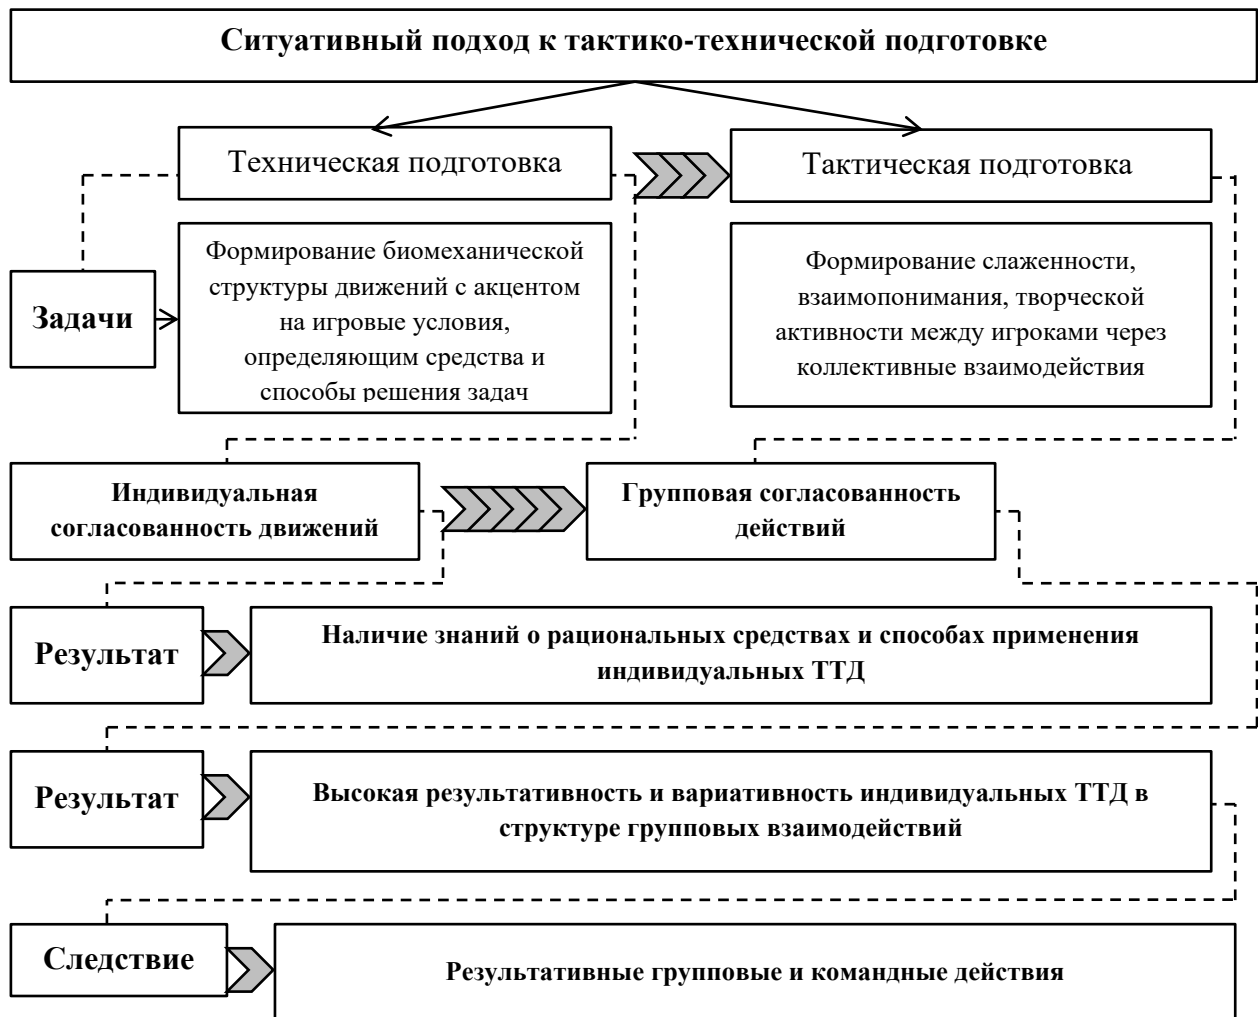 Ситуативный подход к тактико-технической подготовке
Техническая подготовка
Тактическая подготовка
Задачи
Формирование биомеханической
структуры движений с акцентом
на игровые условия,
определяющим средства и
способы решения задач
Формирование слаженности,
взаимопонимания, творческой
активности между игроками через
коллективные взаимодействия
Индивидуальная
согласованность движений
Групповая согласованность
действий
Результат
Наличие знаний о рациональных средствах и способах применения
индивидуальных ТТД
Результат
Высокая результативность и вариативность индивидуальных ТТД в
структуре групповых взаимодействий
Следствие
Результативные групповые и командные действия